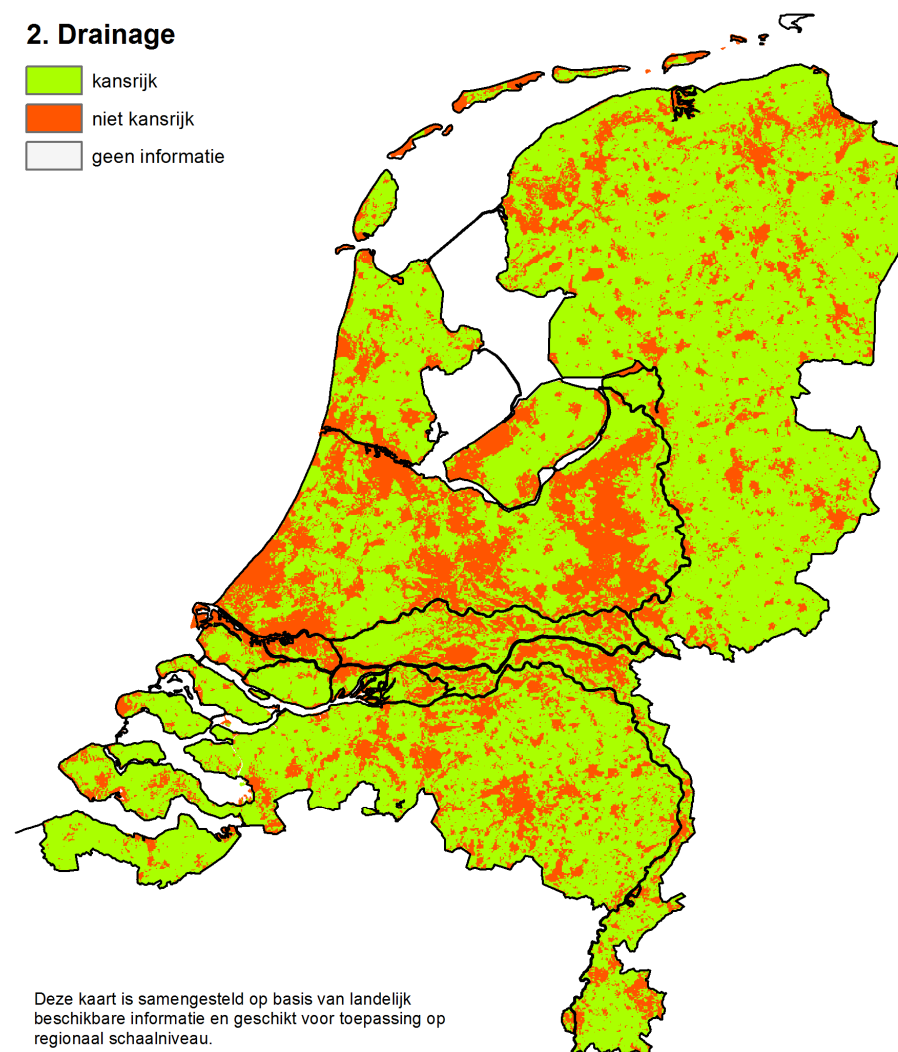 2. Drainage
kansrijk
niet kansrijk
geen informatie
Deze kaart is samengesteld op basis van landelijk
beschikbare informatie en geschikt voor toepassing op
regionaal schaalniveau.